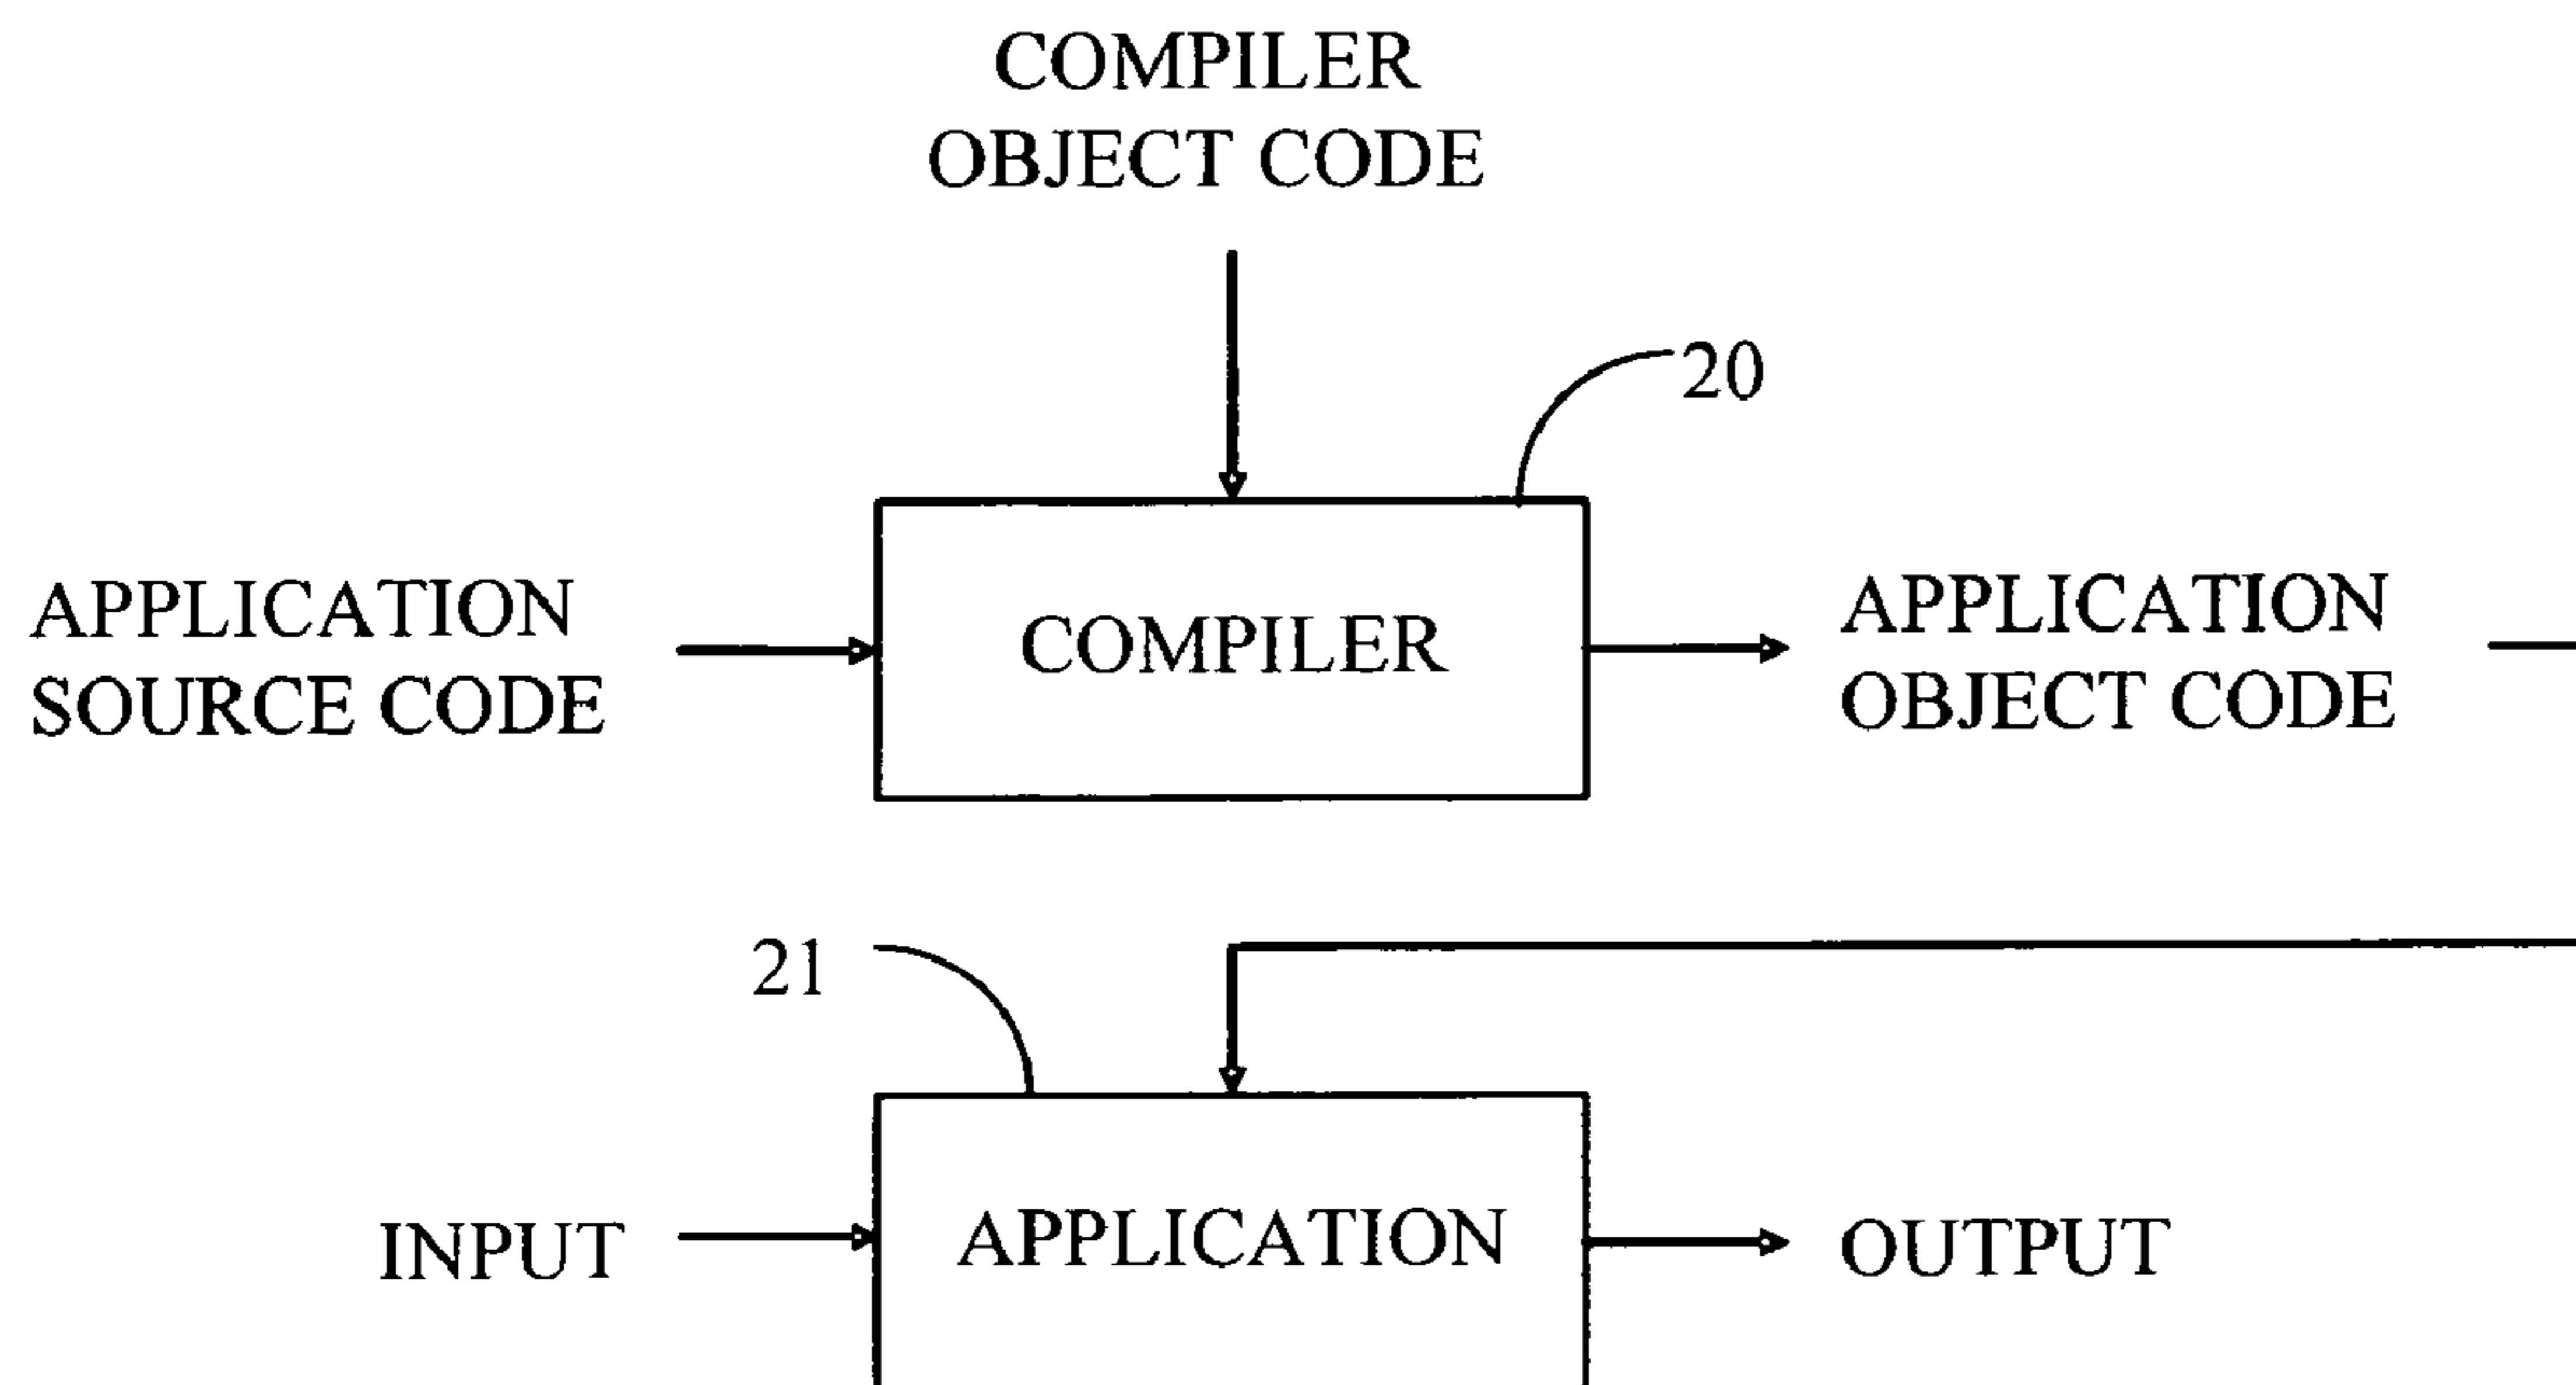 COMPILER
OBJECT CODE
20
APPLICATION
SOURCE CODE
COMPILER
APPLICATION
OBJECT CODE
21
INPUT
APPLICATION
OUTPUT